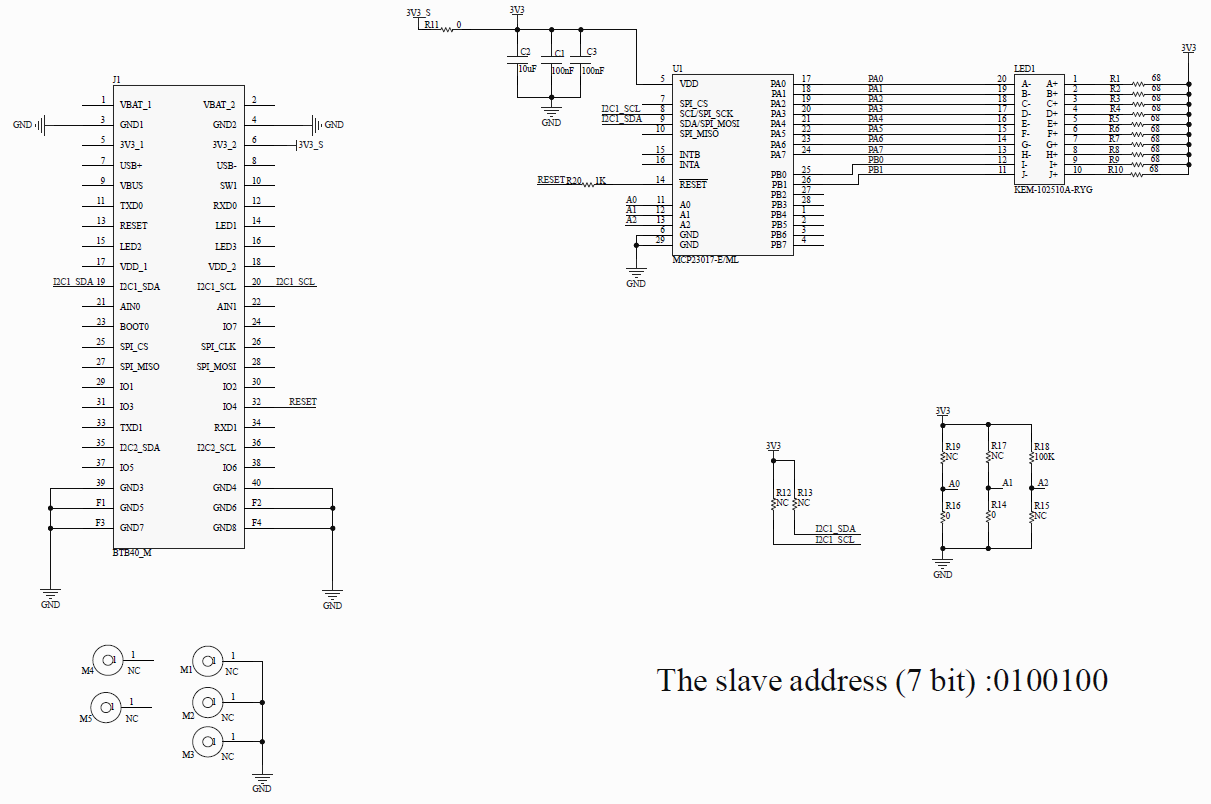 3V3_S
R11 0
3V3
C2
10uF
C1
100nF
C3
100nF
GND
J1
1 VBAT_1 VBAT_2 2
GND 3 GND1 GND2 4 GND
5 3V3_1 3V3_2 6 3V3_S
7 USB+ USB- 8
9 VBUS SW1 10
11 TXD0 RXD0 12
13 RESET LED1 14
15 LED2 LED3 16
17 VDD_1 VDD_2 18
I2C1_SDA 19 I2C1_SDA I2C1_SCL 20 I2C1_SCL
21 AIN0 AIN1 22
23 BOOT0 IO7 24
25 SPI_CS SPI_CLK 26
27 SPI_MISO SPI_MOSI 28
29 IO1 IO2 30
31 IO3 IO4 32 RESET
33 TXD1 RXD1 34
35 I2C2_SDA I2C2_SCL 36
37 IO5 IO6 38
39 GND3 GND4 40
F1 GND5 GND6 F2
F3 GND7 GND8 F4
BTB40_M
GND GND
U1
5 VDD PA0 17 PA0
PA1 18 PA1
7 SPI_CS PA2 19 PA2
I2C1_SCL 8 SCL/SPI_SCK PA3 20 PA3
I2C1_SDA 9 SDA/SPI_MOSI PA4 21 PA4
10 SPI_MISO PA5 22 PA5
PA6 23 PA6
15 INTB PA7 24 PA7
16 INTA
PB0 25 PB0
RESET R20 1K 14 RESET PB1 26 PB1
PB2 27
A0 11 A0 PB3 28
A1 12 A1 PB4 1
A2 13 A2 PB5 2
6 GND PB6 3
29 GND PB7 4
MCP23017-E/ML
GND
LED1
3V3
20 A- A+ 1 R1 68
19 B- B+ 2 R2 68
18 C- C+ 3 R3 68
17 D- D+ 4 R4 68
16 E- E+ 5 R5 68
15 F- F+ 6 R6 68
14 G- G+ 7 R7 68
13 H- H+ 8 R8 68
12 I- I+ 9 R9 68
11 J- J+ 10 R10 68
KEM-102510A-RYG
3V3
R12
NC
R13
NC
I2C1_SDA
I2C1_SCL
3V3
R19
NC
R17
NC
R18
100K
A0 A1 A2
R16
0
R14
0
R15
NC
GND
M4 1 1 NC
M1 1 1 NC
M5 1 1 NC
M2 1 1 NC
M3 1 1 NC
GND
The slave address (7 bit) :0100100